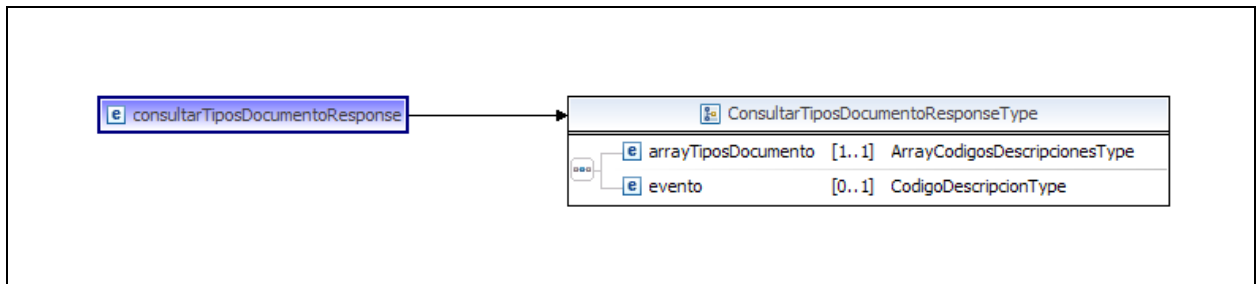 e consultarTiposDocumentoResponse
ConsultarTiposDocumentoResponseType
e arrayTiposDocumento [1..1] ArrayCodigosDescripcionesType
e evento [0..1] CodigoDescripcionType